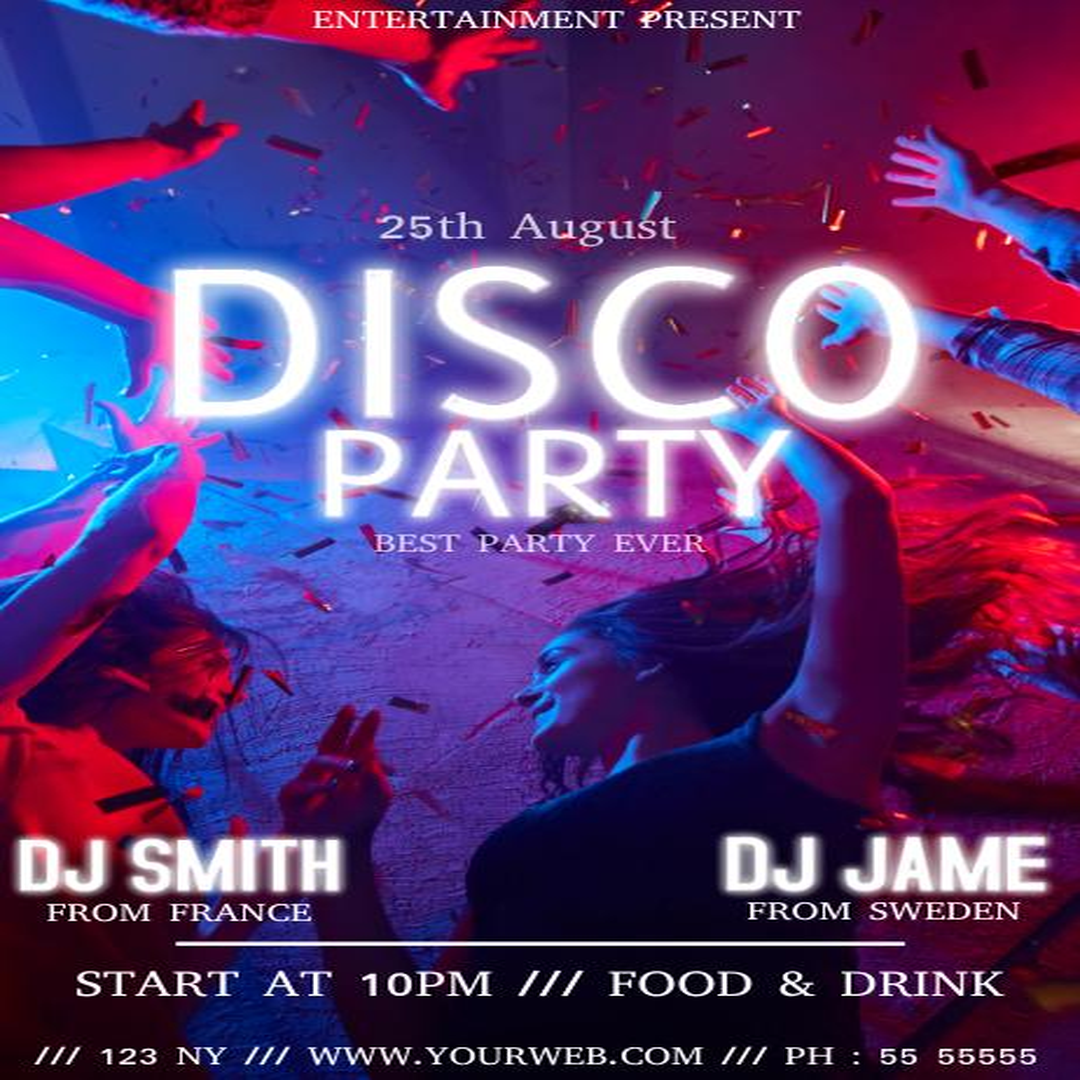 ENTERTAINMENT PRESENT
25th August
DISCO
PARTY
BEST PARTY EVER
DJ SMITH
FROM FRANCE
DJ JAME
FROM SWEDEN
START AT 10PM /// FOOD & DRINK
/// 123 NY /// WWW.YOURWEB.COM /// PH : 55 55555